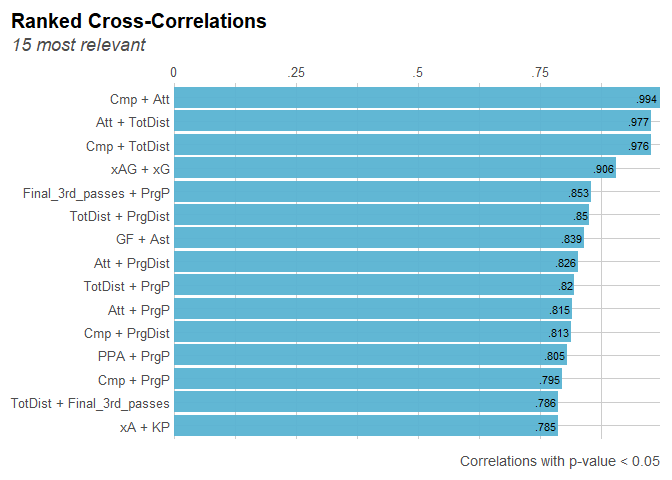 Ranked Cross-Correlations
15 most relevant
0 .25 .5 .75
Cmp + Att .994
Att + TotDist .977
Cmp + TotDist .976
xAG + xG .906
Final_3rd_passes + PrgP .853
TotDist + PrgDist .85
GF + Ast .839
Att + PrgDist .826
TotDist + PrgP .82
Att + PrgP .815
Cmp + PrgDist .813
PPA + PrgP .805
Cmp + PrgP .795
TotDist + Final_3rd_passes .786
xA + KP .785
Correlations with p-value < 0.05